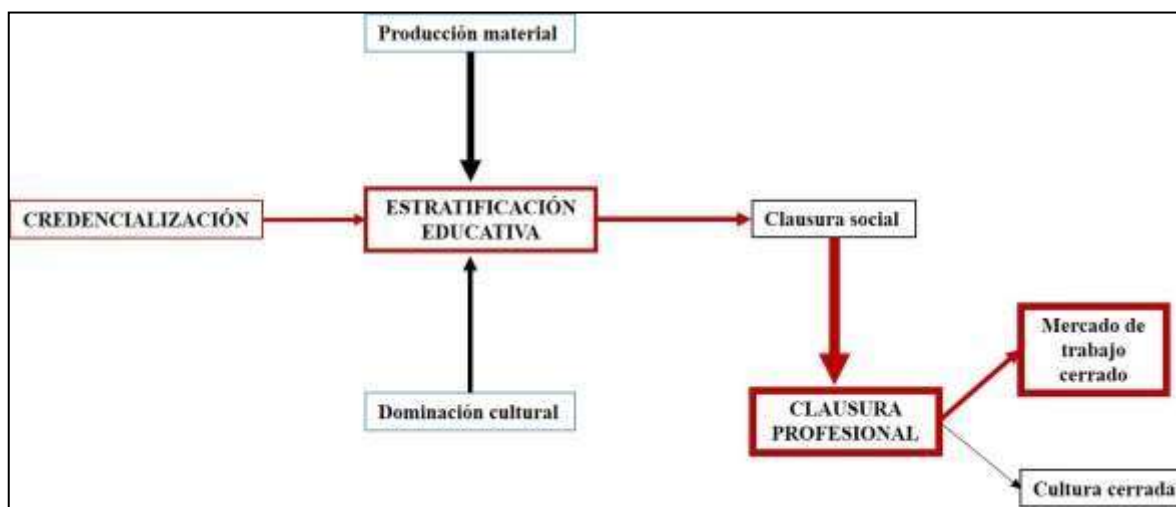 Producción material
CREDENCIALIZACIÓN
ESTRATIFICACIÓN
EDUCATIVA
Clausura social
Mercado de
trabajo
cerrado
Dominación cultural
CLAUSURA
PROFESIONAL
Cultura cerrada